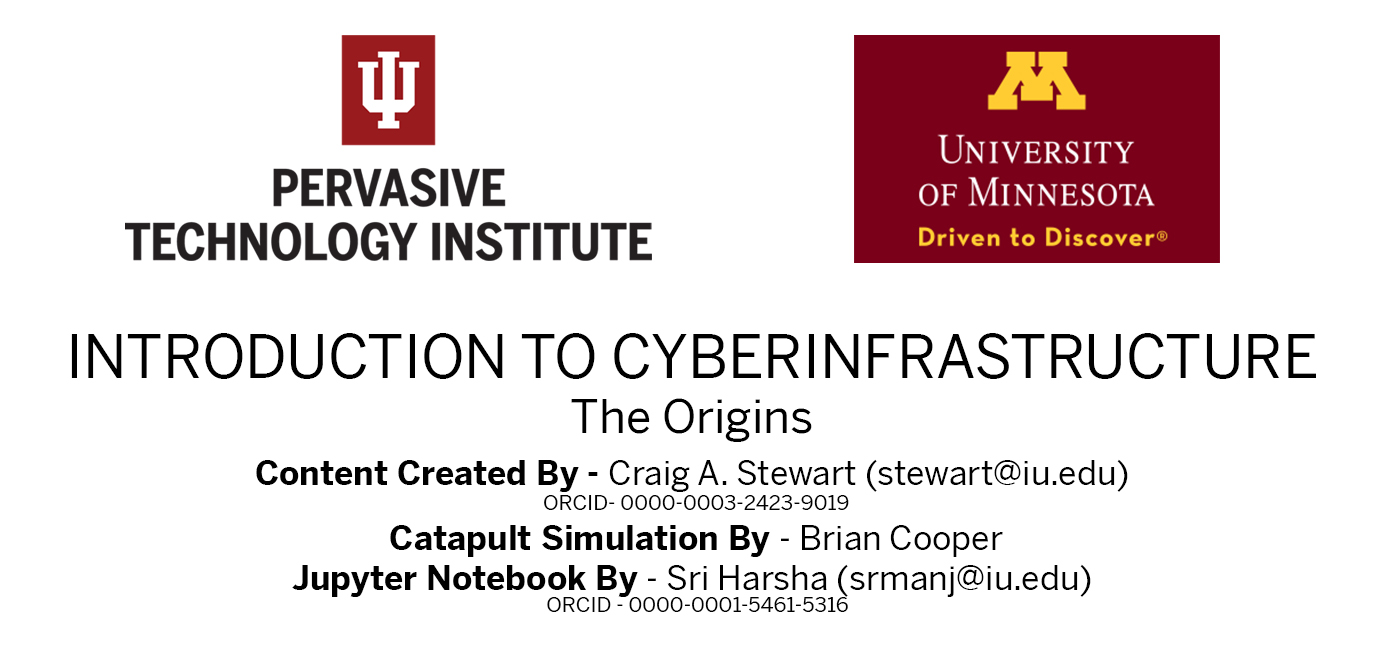 PERVASIVE
TECHNOLOGY INSTITUTE
UNIVERSITY
OF MINNESOTA
Driven to Discover®
INTRODUCTION TO CYBERINFRASTRUCTURE
The Origins
Content Created By - Craig A. Stewart (stewart@iu.edu)
ORCID- 0000-0003-2423-9019
Catapult Simulation By - Brian Cooper
Jupyter Notebook By - Sri Harsha (srmanj@iu.edu)
ORCID - 0000-0001-5461-5316